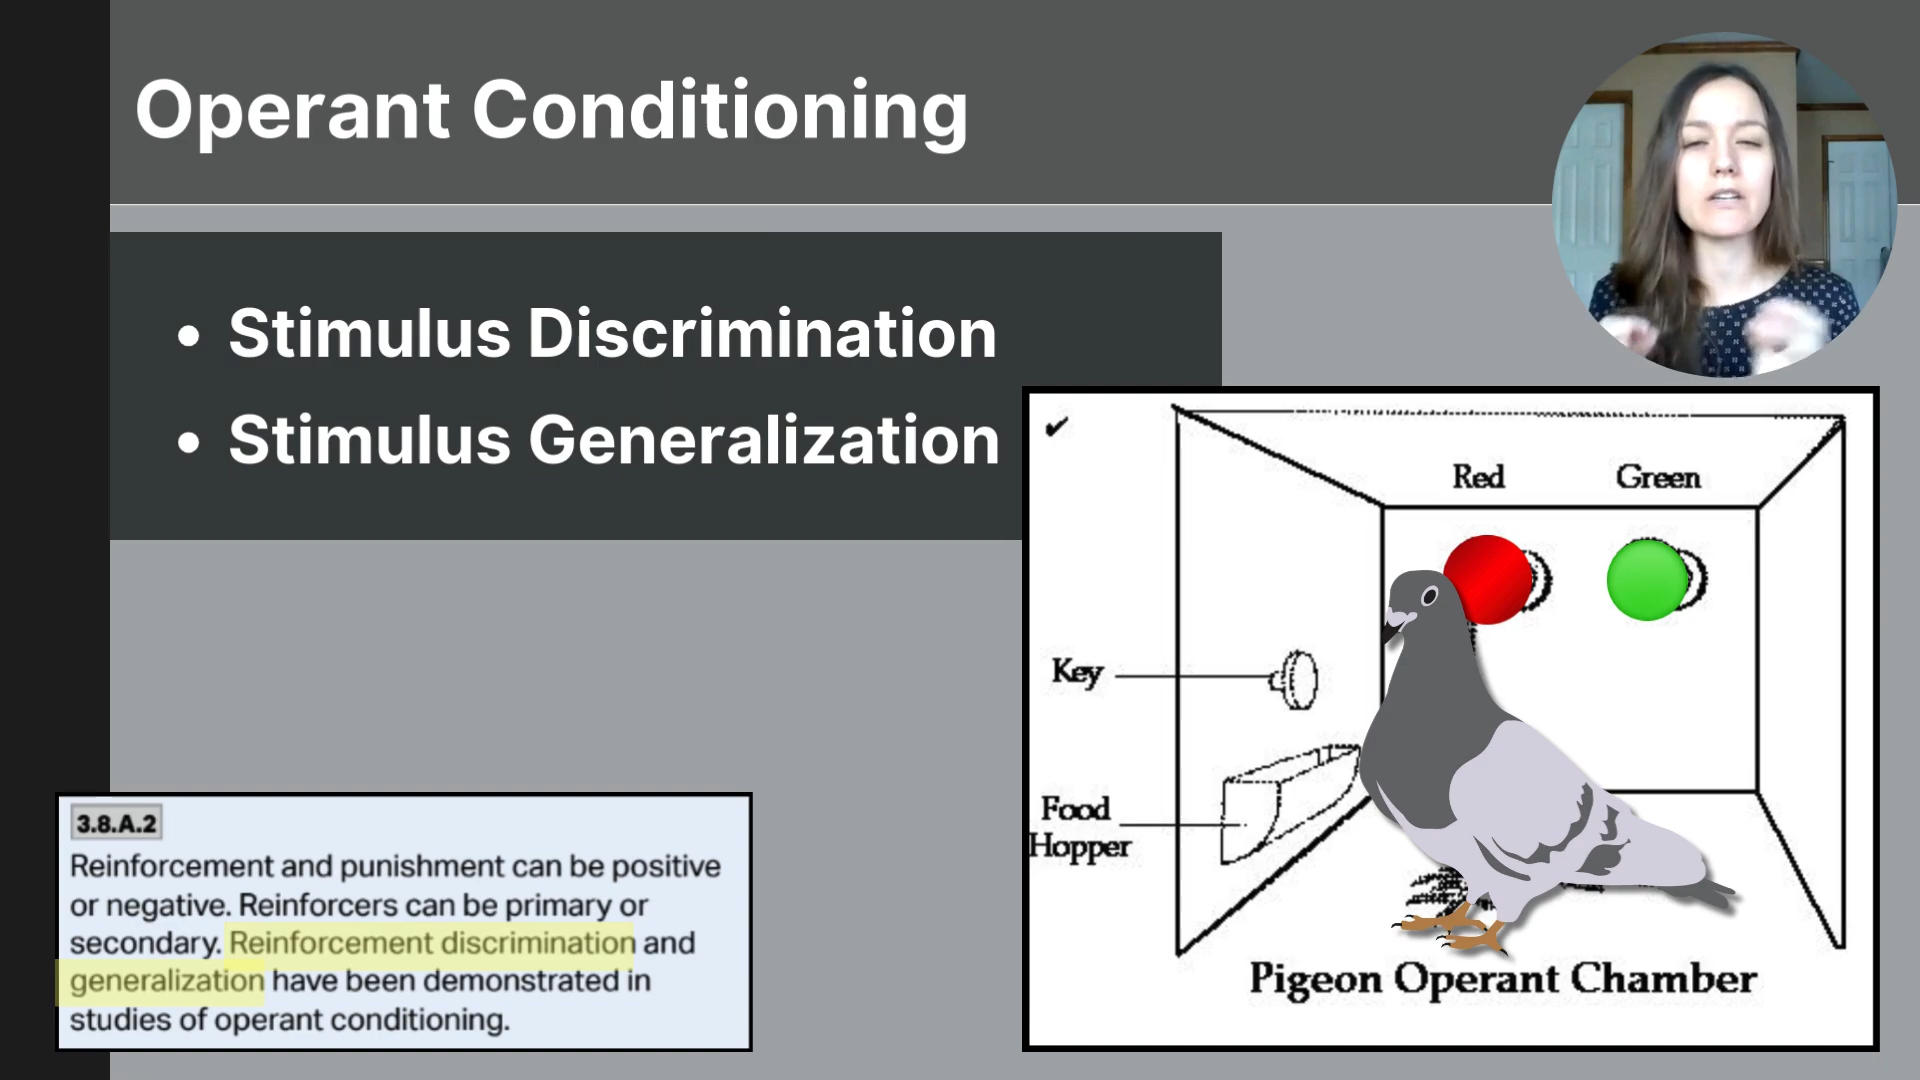 Operant Conditioning
• Stimulus Discrimination
• Stimulus Generalization
Red
Green
Key
Food
Hopper
Pigeon Operant Chamber
3.8.A.2
Reinforcement and punishment can be positive
or negative. Reinforcers can be primary or
secondary. Reinforcement discrimination and
generalization have been demonstrated in
studies of operant conditioning.